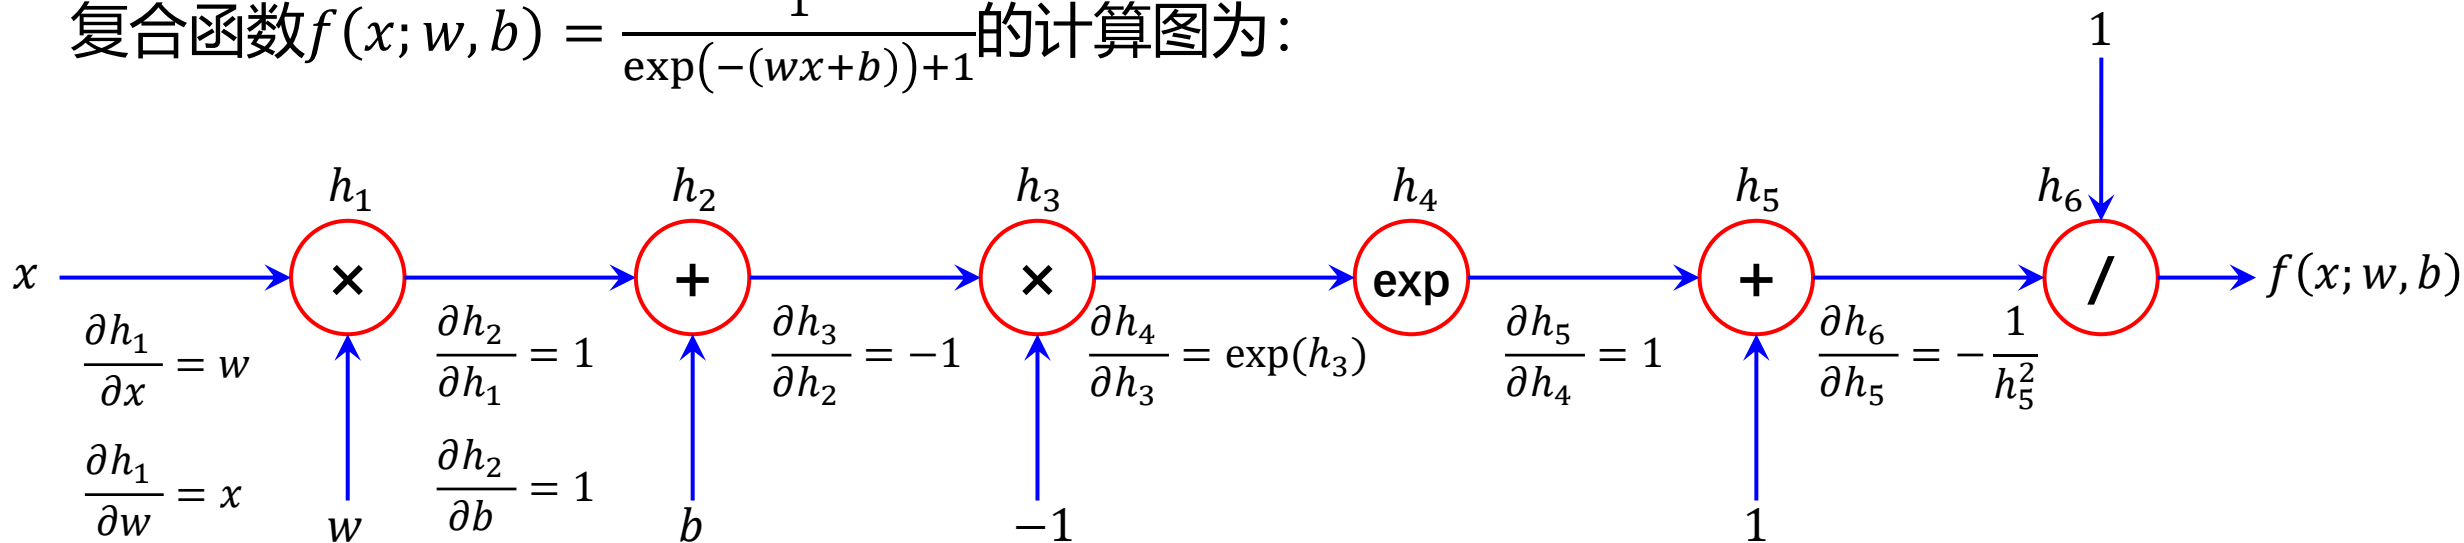 复合函数f(x; w, b) = 1/(exp(−(wx+b))+1)的计算图为：
1
h₁ h₂ h₃ h₄ h₅ h₆
x × + × exp + / f(x; w, b)
∂h₁/∂x = w ∂h₂/∂h₁ = 1 ∂h₃/∂h₂ = −1 ∂h₄/∂h₃ = exp(h₃) ∂h₅/∂h₄ = 1 ∂h₆/∂h₅ = −1/h₅²
∂h₁/∂w = x ∂h₂/∂b = 1
w b −1 1